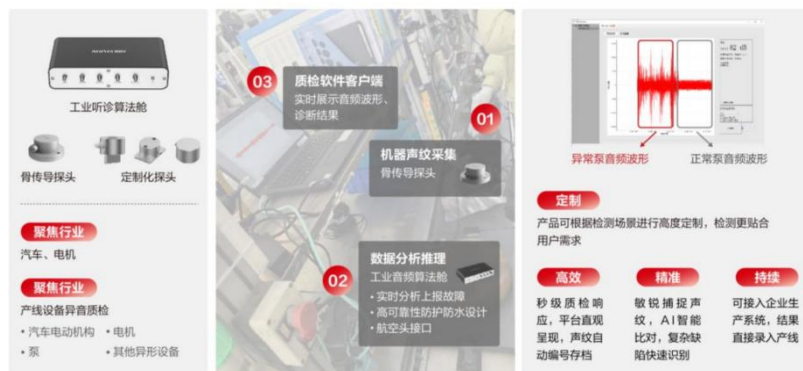 工业听诊算法舱
骨传导探头
定制化探头
聚焦行业
汽车、电机
聚焦行业
产线设备异音质检
• 汽车电动机构
• 电机
• 泵
• 其他异形设备
03
质检软件客户端
实时展示音频波形、
诊断结果
01
机器声纹采集
骨传导探头
02
数据分析推理
工业音频算法舱
• 实时分析上报故障
• 高可靠性防护防水设计
• 航空头接口
异常泵音频波形
正常泵音频波形
定制
产品可根据检测场景进行高度定制，检测更贴合
用户需求
高效
秒级质检响
应，平台直观
呈现，声纹自
动编号存档
精准
敏锐捕捉声
纹，AI智能
比对，复杂缺
陷快速识别
持续
可接入企业生
产系统，结果
直接录入产线